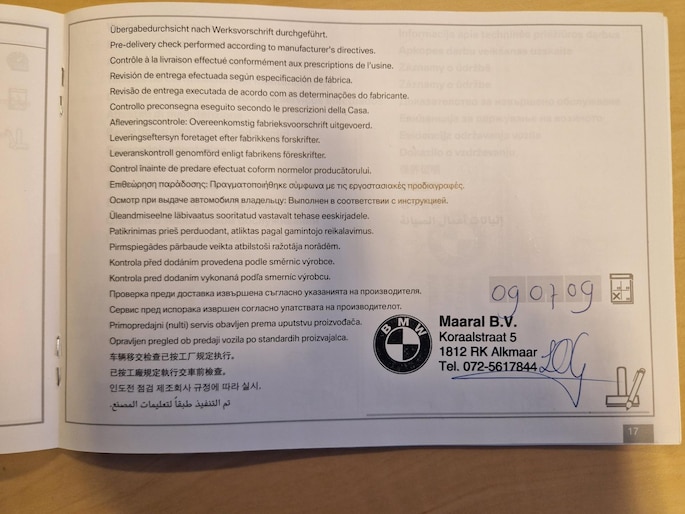 Übergabedurchsicht nach Werksvorschrift durchgeführt.
Pre-delivery check performed according to manufacturer's directives.
Contrôle à la livraison effectué conformément aux prescriptions de l'usine.
Revisión de entrega efectuada según especificación de fábrica.
Revisão de entrega executada de acordo com as determinações do fabricante.
Controllo preconsegna eseguito secondo le prescrizioni della Casa.
Afleveringscontrole: Overeenkomstig fabrieksvoorschrift uitgevoerd.
Leveringseftersyn foretaget efter fabrikkens forskrifter.
Leveranskontroll genomförd enligt fabrikens föreskrifter.
Control înainte de predare efectuat coform normelor producătorului.
Επιθεώρηση παράδοσης: Πραγματοποιήθηκε σύμφωνα με τις εργοστασιακές προδιαγραφές.
Осмотр при выдаче автомобиля владельцу: Выполнен в соответствии с инструкцией.
Üleandmiseelne läbivaatus sooritatud vastavalt tehase eeskirjadele.
Patikrinimas prieš perduodant, atliktas pagal gamintojo reikalavimus.
Pirmspiegādes pārbaude veikta atbilstoši ražotāja norādēm.
Kontrola před dodáním provedena podle směrnic výrobce.
Kontrola pred dodaním vykonaná podľa smerníc výrobcu.
Проверка преди доставка извършена съгласно указанията на производителя.
Сервис пред испорака извршен согласно упатствата на производителот.
Primopredajni (nulti) servis obavljen prema uputstvu proizvođača.
Opravljen pregled ob predaji vozila po standardih proizvajalca.
车辆移交检查已按工厂规定执行。
已按工廠規定執行交車前檢查。
인도전 점검 제조회사 규정에 따라 실시.
تم التنفيذ طبقاً لتعليمات المصنع.
090709
BMW
Maaral B.V.
Koraalstraat 5
1812 RK Alkmaar
Tel. 072-5617844
17